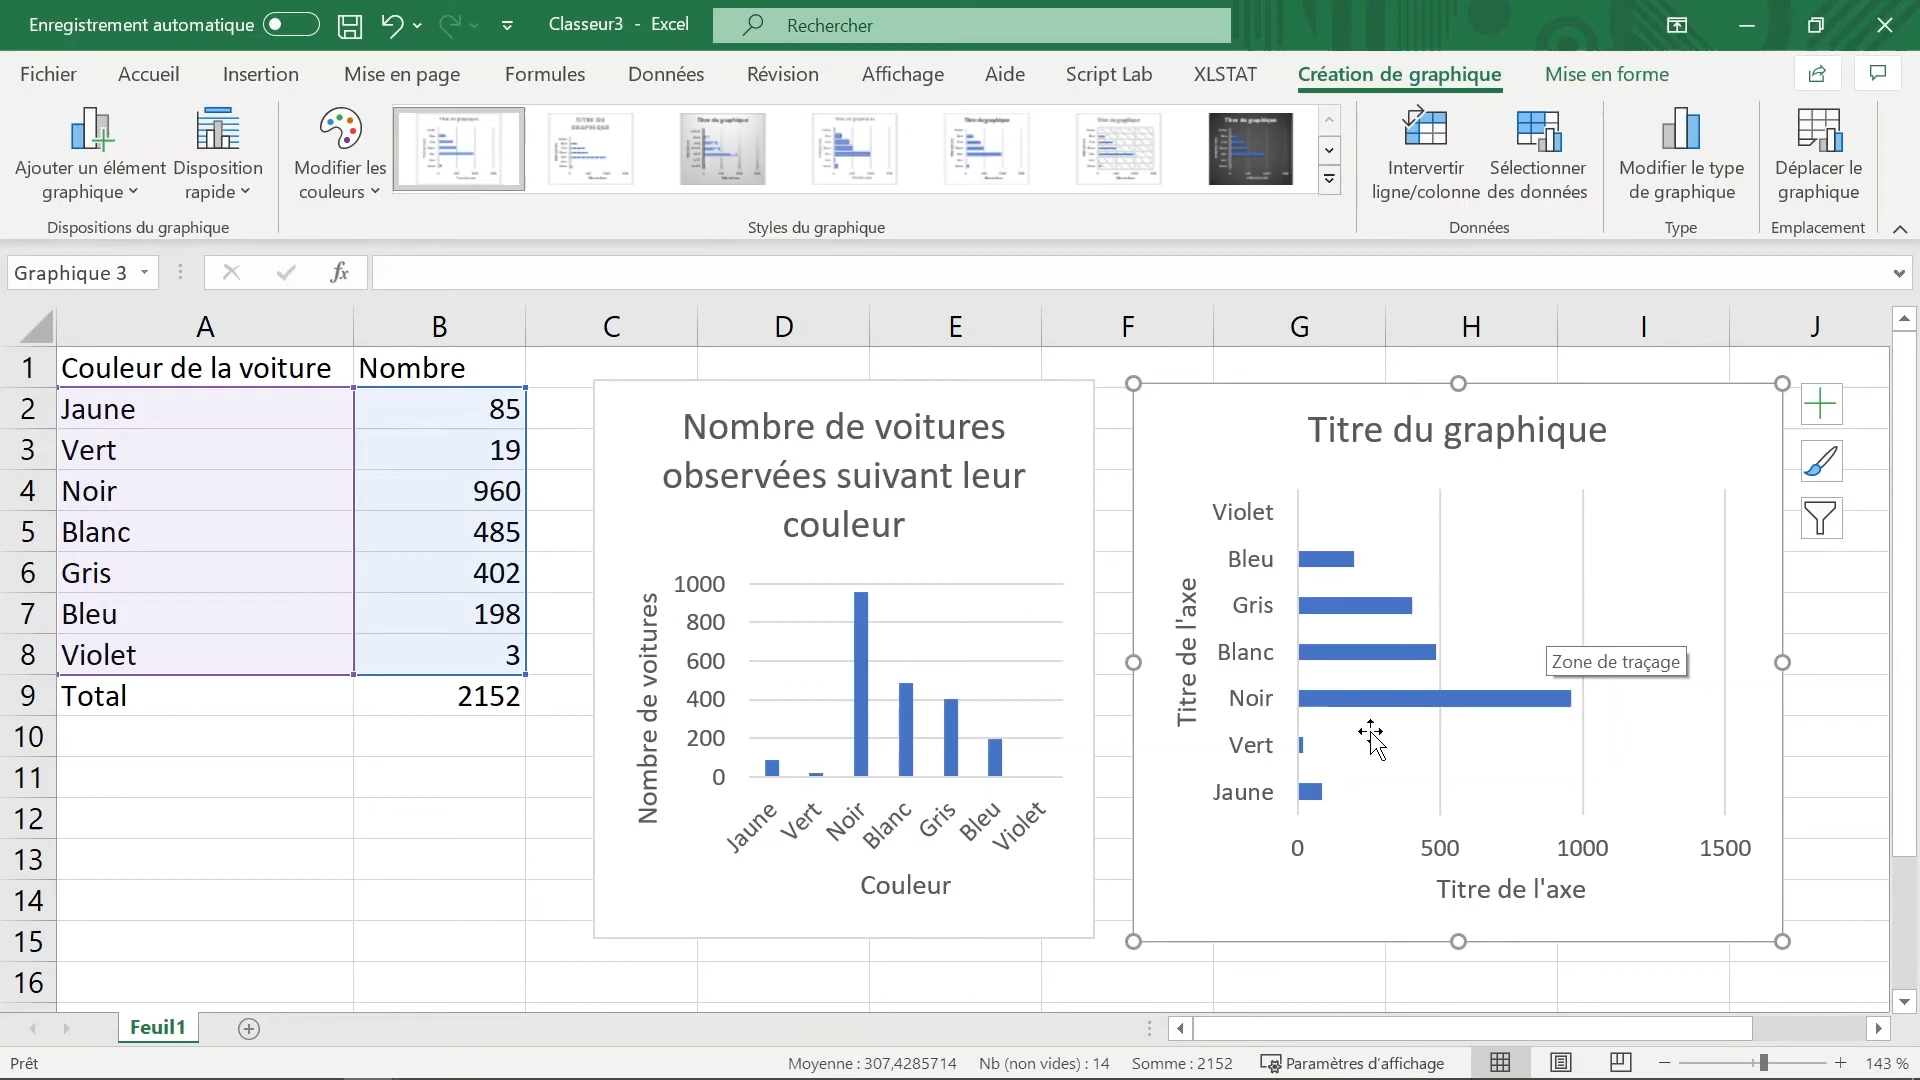 Enregistrement automatique
Classeur3 - Excel
Rechercher
Fichier Accueil Insertion Mise en page Formules Données Révision Affichage Aide Script Lab XLSTAT Création de graphique Mise en forme
Ajouter un élément
graphique
Disposition
rapide
Dispositions du graphique
Modifier les
couleurs
Styles du graphique
Intervertir
ligne/colonne
Sélectionner
des données
Données
Modifier le type
de graphique
Type
Déplacer le
graphique
Emplacement
Graphique 3
fx
A B C D E F G H I J
1 Couleur de la voiture Nombre
2 Jaune 85
3 Vert 19
4 Noir 960
5 Blanc 485
6 Gris 402
7 Bleu 198
8 Violet 3
9 Total 2152
10
11
12
13
14
15
16
Nombre de voitures
observées suivant leur
couleur
Nombre de voitures
1000
800
600
400
200
0
Jaune Vert Noir Blanc Gris Bleu Violet
Couleur
Titre du graphique
Titre de l'axe
Violet
Bleu
Gris
Blanc
Noir
Vert
Jaune
0 500 1000 1500
Titre de l'axe
Zone de traçage
Feuil1
Prêt
Moyenne : 307,4285714 Nb (non vides) : 14 Somme : 2152 Paramètres d'affichage 143 %